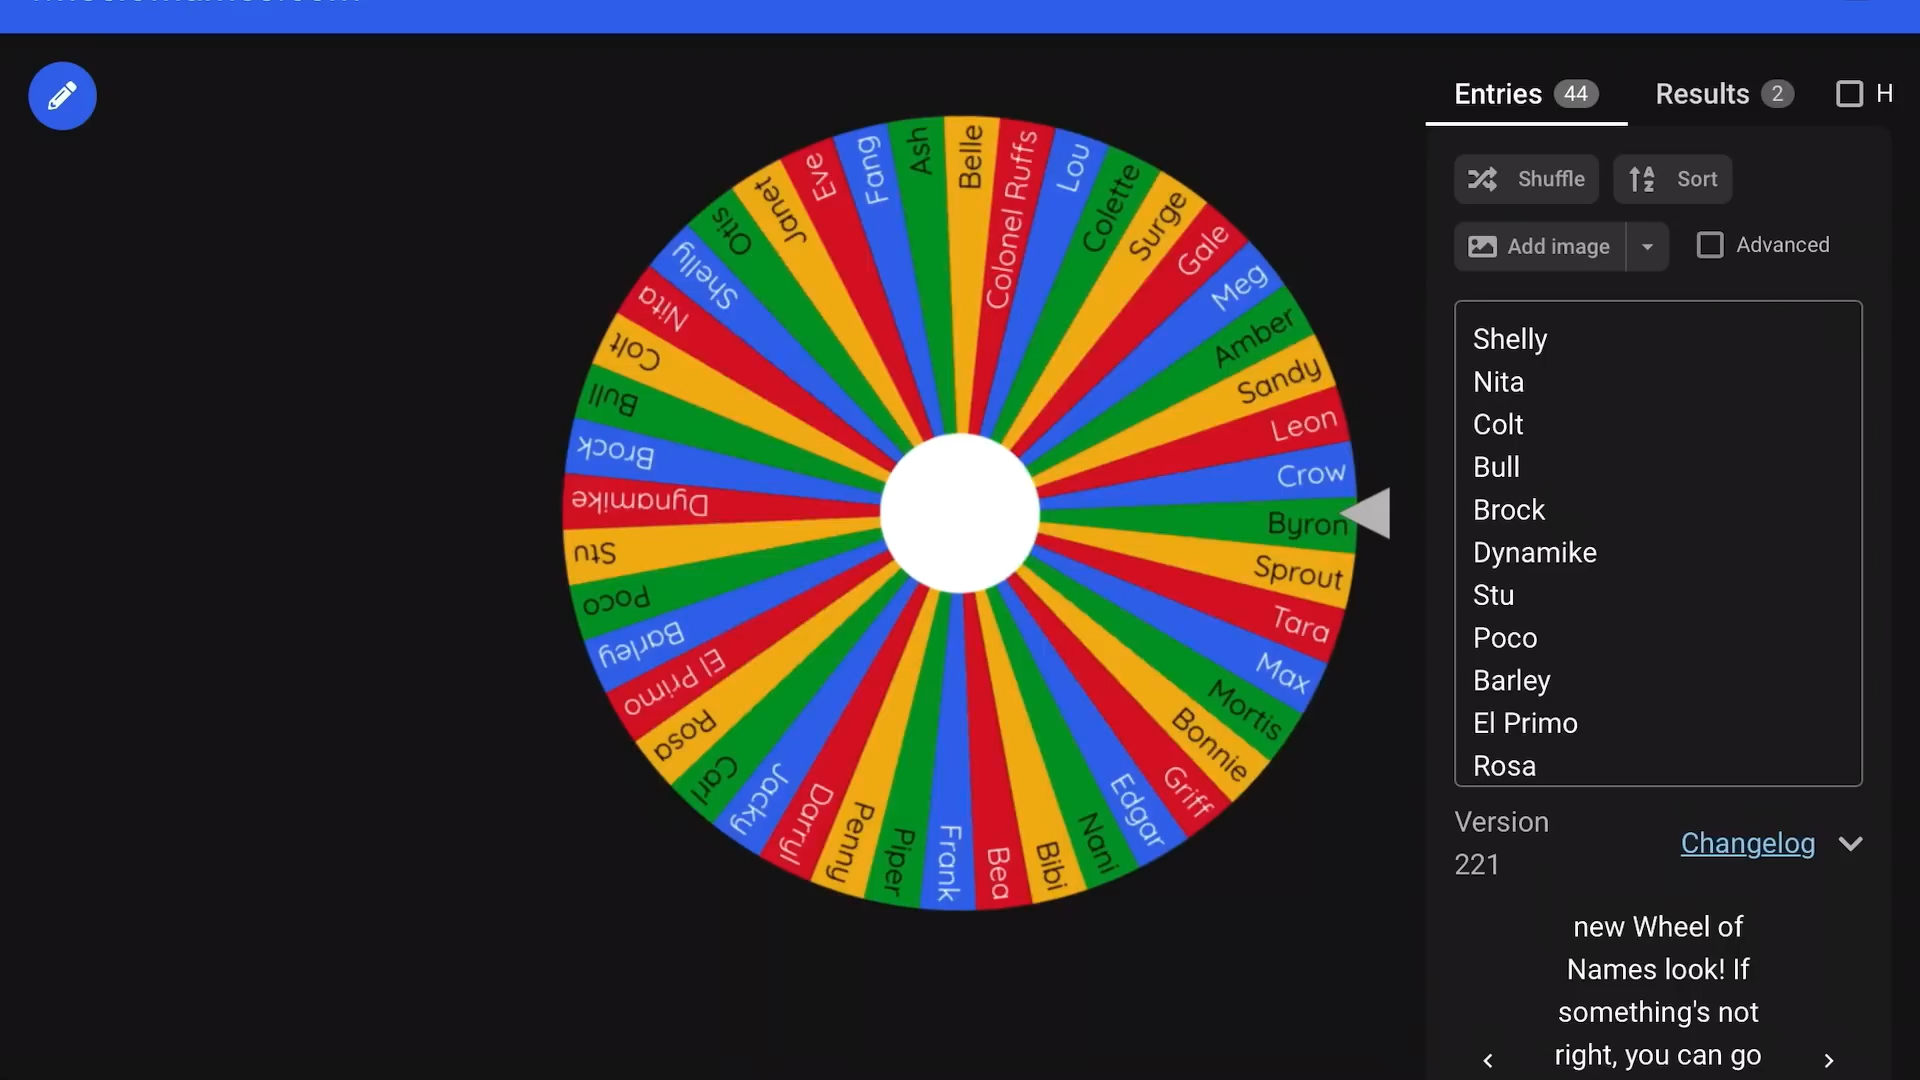 Entries 44 Results 2 H
Shuffle Sort
Add image Advanced
Shelly
Nita
Colt
Bull
Brock
Dynamike
Stu
Poco
Barley
El Primo
Rosa
Version
221
Changelog
new Wheel of
Names look! If
something's not
right, you can go
Belle
Colonel Ruffs
Lou
Colette
Surge
Gale
Meg
Amber
Sandy
Leon
Crow
Byron
Sprout
Tara
Max
Mortis
Bonnie
Griff
Edgar
Nani
Bibi
Bea
Frank
Piper
Penny
Darryl
Jacky
Carl
Rosa
El Primo
Barley
Poco
Stu
Dynamike
Brock
Bull
Colt
Nita
Shelly
Otis
Janet
Eve
Fang
Ash